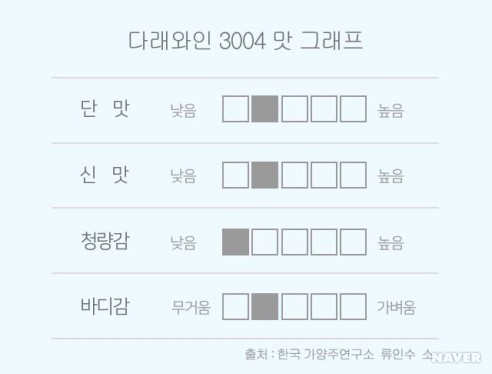 다래와인 3004 맛 그래프
단 맛 낮음 높음
신 맛 낮음 높음
청량감 낮음 높음
바디감 무거움 가벼움
출처 : 한국 가양주연구소 류인수 소
NAVER